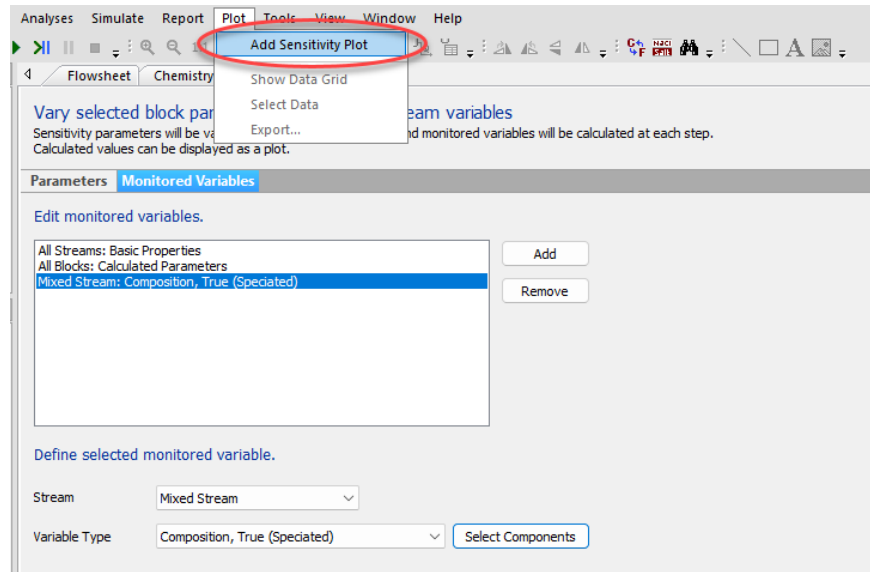 Analyses Simulate Report Plot Tools View Window Help
Add Sensitivity Plot
Flowsheet Chemistry
Show Data Grid
Select Data
Export...
Vary selected block par eam variables
Sensitivity parameters will be va nd monitored variables will be calculated at each step.
Calculated values can be displayed as a plot.
Parameters Monitored Variables
Edit monitored variables.
All Streams: Basic Properties
All Blocks: Calculated Parameters
Mixed Stream: Composition, True (Speciated)
Add
Remove
Define selected monitored variable.
Stream Mixed Stream
Variable Type Composition, True (Speciated) Select Components